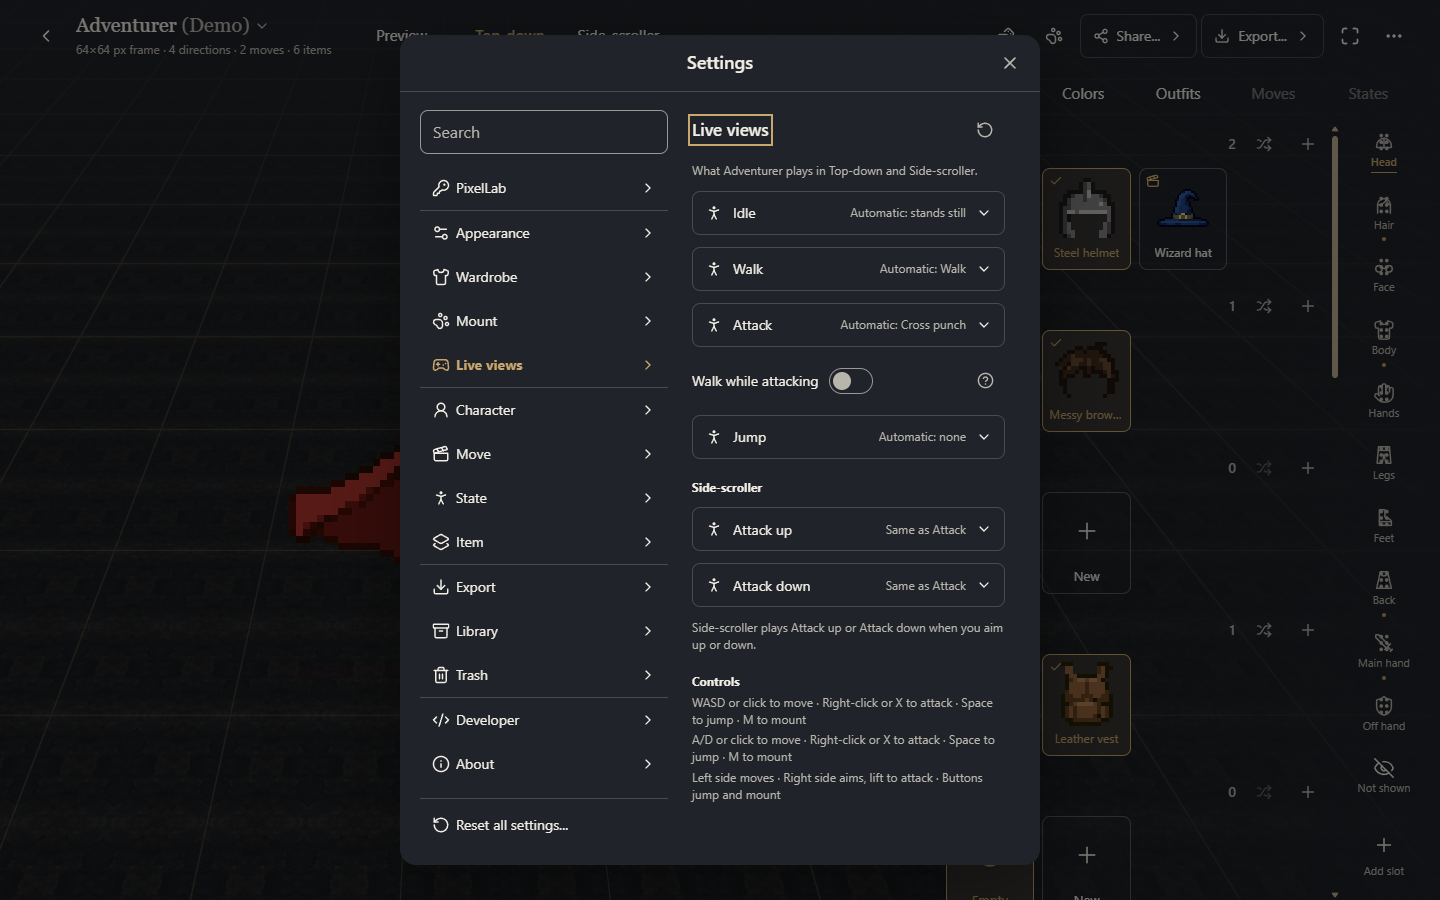 Adventurer (Demo)
64×64 px frame · 4 directions · 2 moves · 6 items
Preview
Top-down
Side-scroller
Share...
Export...
Settings
Search
PixelLab
Appearance
Wardrobe
Mount
Live views
Character
Move
State
Item
Export
Library
Trash
Developer
About
Reset all settings...
Live views
What Adventurer plays in Top-down and Side-scroller.
Idle
Automatic: stands still
Walk
Automatic: Walk
Attack
Automatic: Cross punch
Walk while attacking
Jump
Automatic: none
Side-scroller
Attack up
Same as Attack
Attack down
Same as Attack
Side-scroller plays Attack up or Attack down when you aim
up or down.
Controls
WASD or click to move · Right-click or X to attack · Space
to jump · M to mount
A/D or click to move · Right-click or X to attack · Space to
jump · M to mount
Left side moves · Right side aims, lift to attack · Buttons
jump and mount
Colors
Outfits
Moves
States
2
Steel helmet
Wizard hat
1
Messy brow...
0
New
1
Leather vest
0
Empty
New
Head
Hair
Face
Body
Hands
Legs
Feet
Back
Main hand
Off hand
Not shown
Add slot